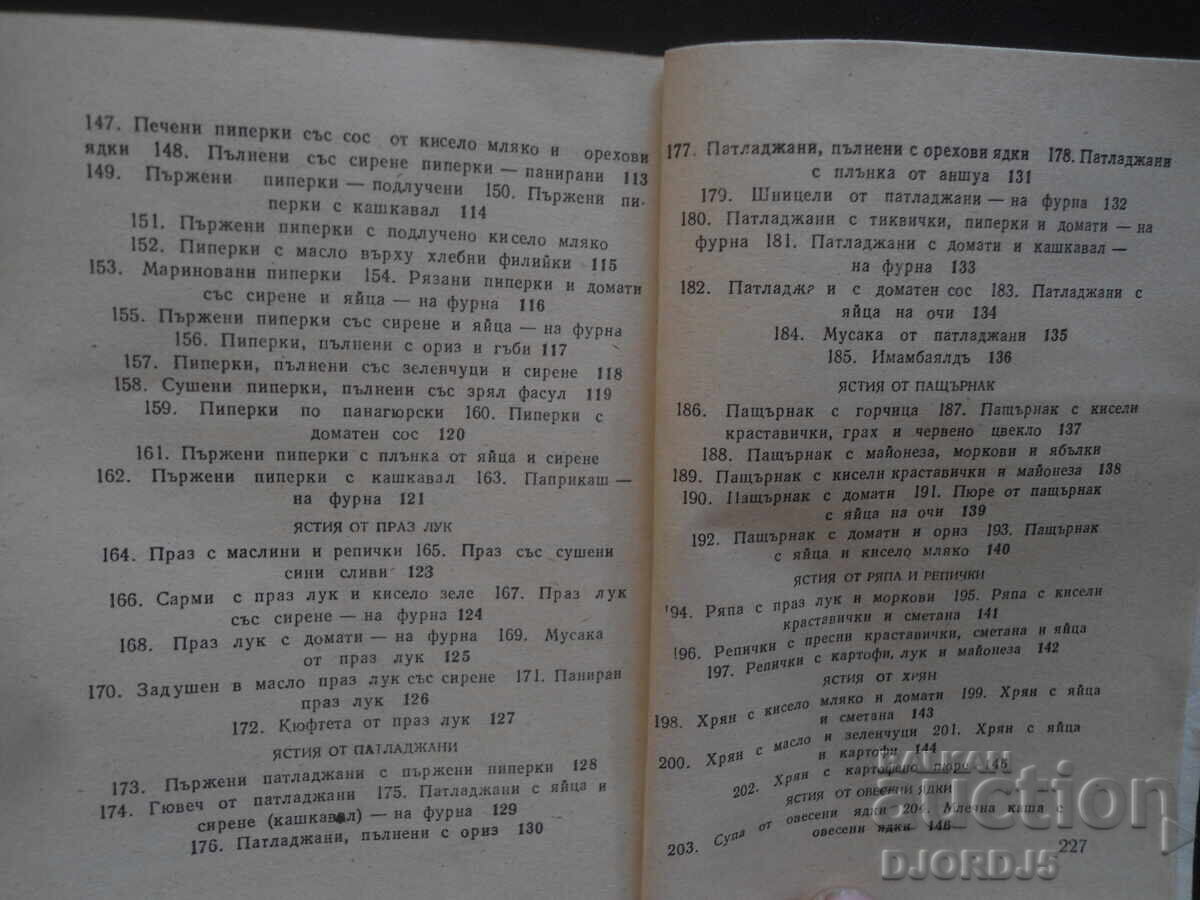 147. Печени пиперки със сос от кисело мляко и орехови
ядки 148. Пълнени със сирене пиперки — панирани 113
149. Пържени пиперки — подлучени 150. Пържени пи-
перки с кашкавал 114
151. Пържени пиперки с подлучено кисело мляко
152. Пиперки с масло върху хлебни филийки 115
153. Мариновани пиперки 154. Рязани пиперки и домати
със сирене и яйца — на фурна 116
155. Пържени пиперки със сирене и яйца — на фурна
156. Пиперки, пълнени с ориз и гъби 117
157. Пиперки, пълнени със зеленчуци и сирене 118
158. Сушени пиперки, пълнени със зрял фасул 119
159. Пиперки по панагюрски 160. Пиперки с
доматен сос 120
161. Пържени пиперки с плънка от яйца и сирене
162. Пържени пиперки с кашкавал 163. Паприкаш —
на фурна 121
ЯСТИЯ ОТ ПРАЗ ЛУК
164. Праз с маслини и репички 165. Праз със сушени
сини сливи 123
166. Сарми с праз лук и кисело зеле 167. Праз лук
със сирене — на фурна 124
168. Праз лук с домати — на фурна 169. Мусака
от праз лук 125
170. Задушен в масло праз лук със сирене 171. Паниран
праз лук 126
172. Кюфтета от праз лук 127
ЯСТИЯ ОТ ПАТЛАДЖАНИ
173. Пържени патладжани с пържени пиперки 128
174. Гювеч от патладжани 175. Патладжани с яйца и
сирене (кашкавал) — на фурна 129
176. Патладжани, пълнени с ориз 130
177. Патладжани, пълнени с орехови ядки 178. Патладжани
с плънка от аншуа 131
179. Шницели от патладжани — на фурна 132
180. Патладжани с тиквички, пиперки и домати — на
фурна 181. Патладжани с домати и кашкавал —
на фурна 133
182. и с доматен сос 183. Патладжани с
яйца на очи 134
184. Мусака от патладжани 135
185. Имамбаялдъ 136
ЯСТИЯ ОТ ПАЩЪРНАК
186. Пащърнак с горчица 187. Пащърнак с кисели
краставички, грах и червено цвекло 137
188. Пащърнак с майонеза, моркови и ябълки
189. Пащърнак с кисели краставички и майонеза 138
190. Пащърнак с домати 191. Пюре от пащърнак
с яйца на очи 139
192. Пащърнак с домати и ориз 193. Пащърнак
с яйца и кисело мляко 140
ЯСТИЯ ОТ РЯПА И РЕПИЧКИ
194. Ряпа с праз лук и моркови 195. Ряпа с кисели
краставички и сметана 141
196. Репички с пресни краставички, сметана и яйца
197. Репички с картофи, лук и майонеза 142
ЯСТИЯ ОТ ХРЯН
198. Хрян с кисело мляко и домати 199. Хрян с яйца
и сметана 143
200. Хрян с масло и зеленчуци 201. Хрян с яйца
и картофи 144
202. Хрян с картофено пюре 145
ЯСТИЯ ОТ ОВЕСЕНИ ЯДКИ
203. Супа от овесени ядки 204. Млечна каша с
овесени ядки 146
227
BALKAN
auction
DJORDJ5